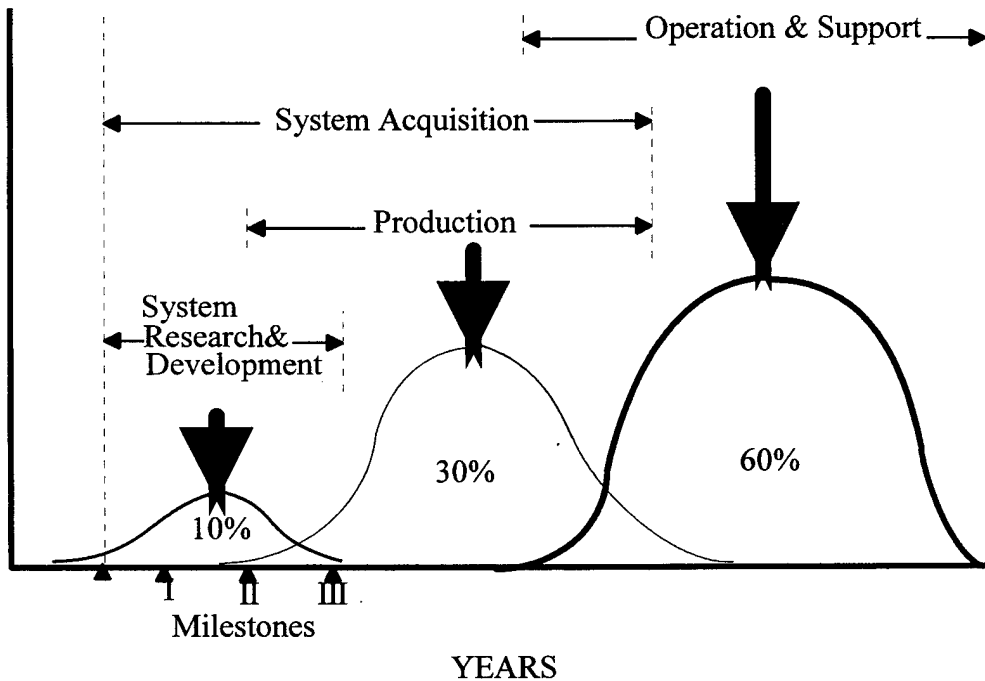 Operation & Support
System Acquisition
Production
System
Research&
Development
10%
30%
60%
I
II
III
Milestones
YEARS